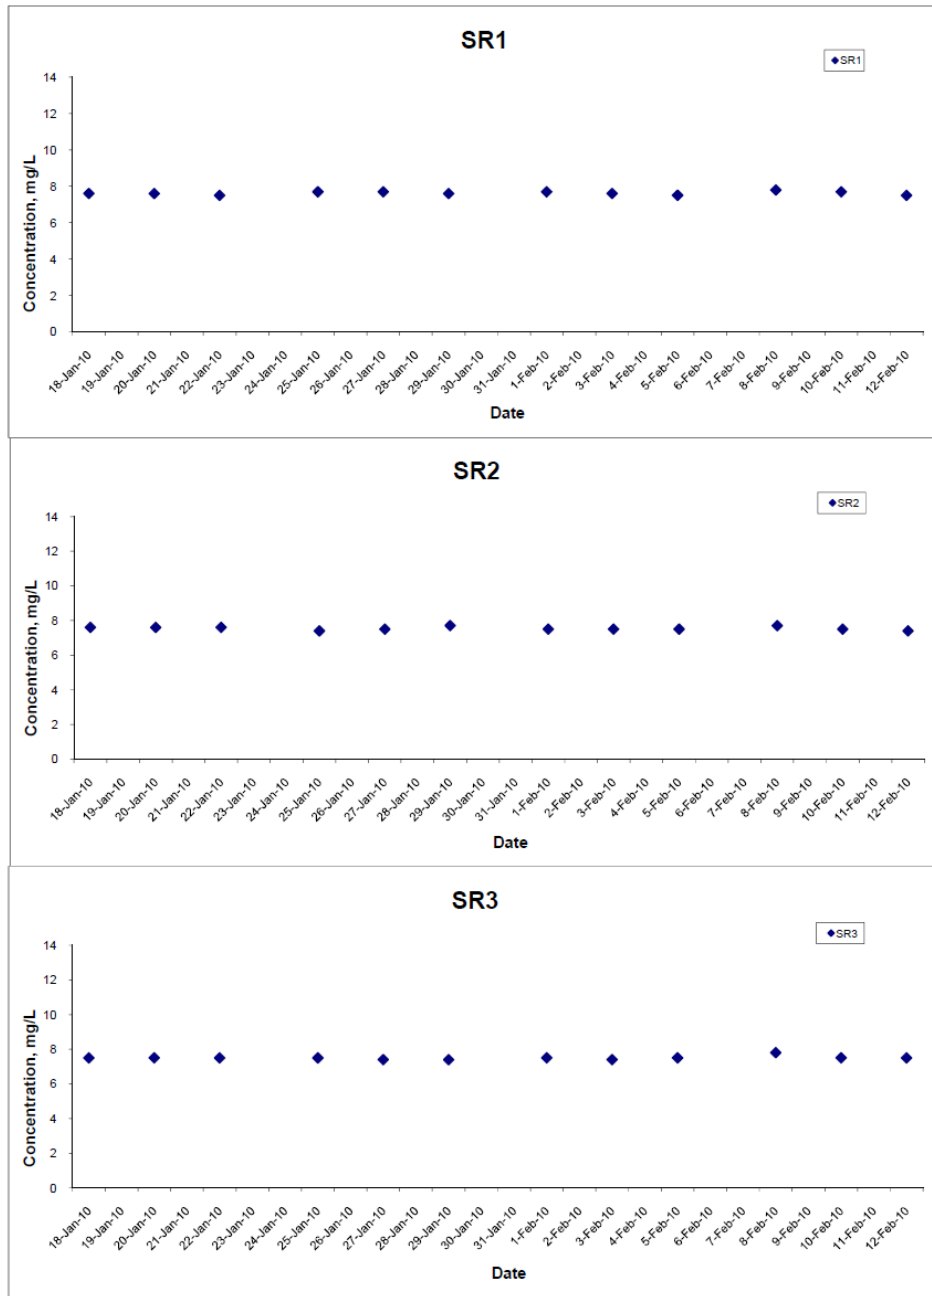 SR1
SR1
Concentration, mg/L
14
12
10
8
6
4
2
0
18-Jan-10
19-Jan-10
20-Jan-10
21-Jan-10
22-Jan-10
23-Jan-10
24-Jan-10
25-Jan-10
26-Jan-10
27-Jan-10
28-Jan-10
29-Jan-10
30-Jan-10
31-Jan-10
1-Feb-10
2-Feb-10
3-Feb-10
4-Feb-10
5-Feb-10
6-Feb-10
7-Feb-10
8-Feb-10
9-Feb-10
10-Feb-10
11-Feb-10
12-Feb-10
Date
SR2
SR2
Concentration, mg/L
14
12
10
8
6
4
2
0
18-Jan-10
19-Jan-10
20-Jan-10
21-Jan-10
22-Jan-10
23-Jan-10
24-Jan-10
25-Jan-10
26-Jan-10
27-Jan-10
28-Jan-10
29-Jan-10
30-Jan-10
31-Jan-10
1-Feb-10
2-Feb-10
3-Feb-10
4-Feb-10
5-Feb-10
6-Feb-10
7-Feb-10
8-Feb-10
9-Feb-10
10-Feb-10
11-Feb-10
12-Feb-10
Date
SR3
SR3
Concentration, mg/L
14
12
10
8
6
4
2
0
18-Jan-10
19-Jan-10
20-Jan-10
21-Jan-10
22-Jan-10
23-Jan-10
24-Jan-10
25-Jan-10
26-Jan-10
27-Jan-10
28-Jan-10
29-Jan-10
30-Jan-10
31-Jan-10
1-Feb-10
2-Feb-10
3-Feb-10
4-Feb-10
5-Feb-10
6-Feb-10
7-Feb-10
8-Feb-10
9-Feb-10
10-Feb-10
11-Feb-10
12-Feb-10
Date